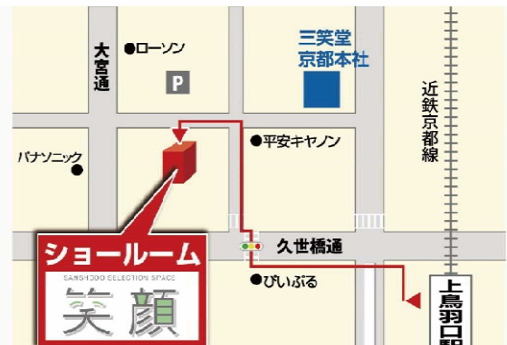 三笑堂
京都本社
大宮通
ローソン
P
近鉄京都線
平安キヤノン
パナソニック
久世橋通
ショールーム
SANSHODO SELECTION SPACE
笑顔
びいぶる
上鳥羽口駅